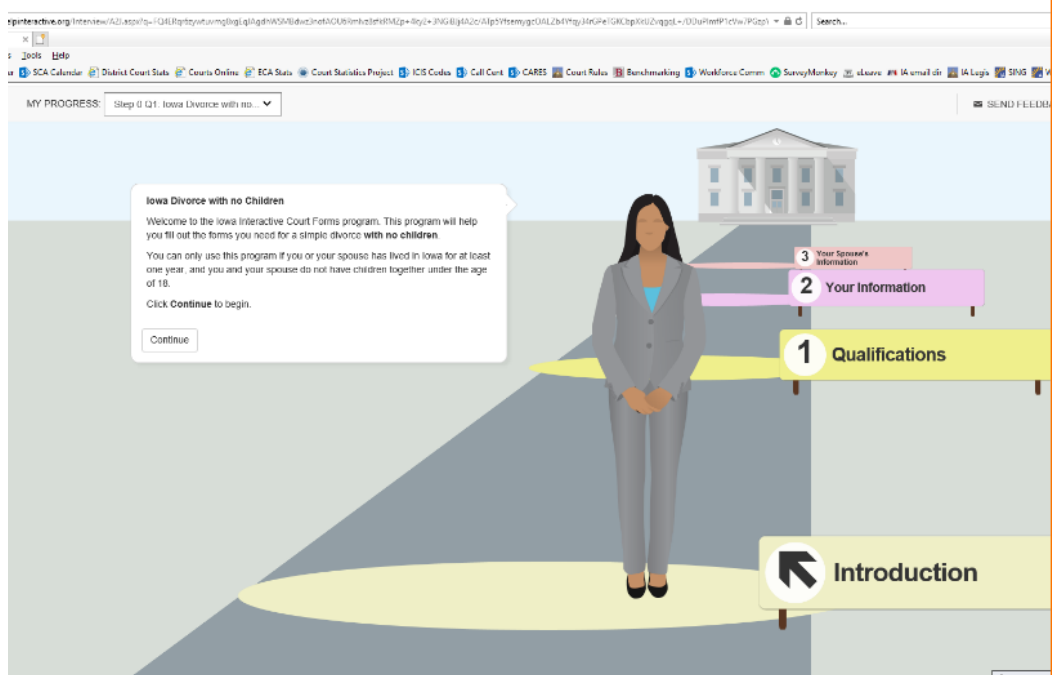 Search...
Tools Help
SCA Calendar District Court Stats Courts Online ECA Stats Court Statistics Project ICIS Codes Call Cent CARES Court Rules Benchmarking Workforce Comm SurveyMonkey eLeave IA email dir IA Legis SING
MY PROGRESS: Step 0 Q1: Iowa Divorce with no... SEND FEEDBA
Iowa Divorce with no Children
Welcome to the Iowa Interactive Court Forms program. This program will help
you fill out the forms you need for a simple divorce with no children.
You can only use this program if you or your spouse has lived in Iowa for at least
one year, and you and your spouse do not have children together under the age
of 18.
Click Continue to begin.
Continue
3 Your Spouse's
Information
2 Your Information
1 Qualifications
Introduction